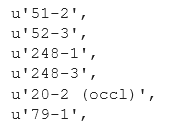 u'51-2',
u'52-3',
u'248-1',
u'248-3',
u'20-2 (occl)',
u'79-1',